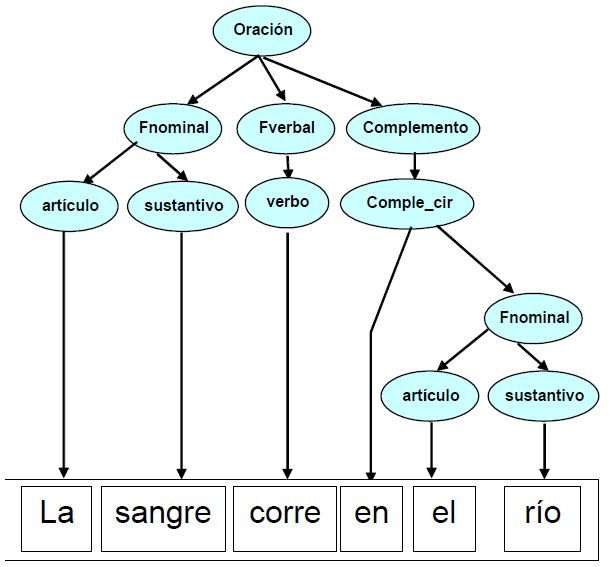 Oración
Fnominal Fverbal Complemento
artículo sustantivo verbo Comple_cir
Fnominal
artículo sustantivo
La sangre corre en el río